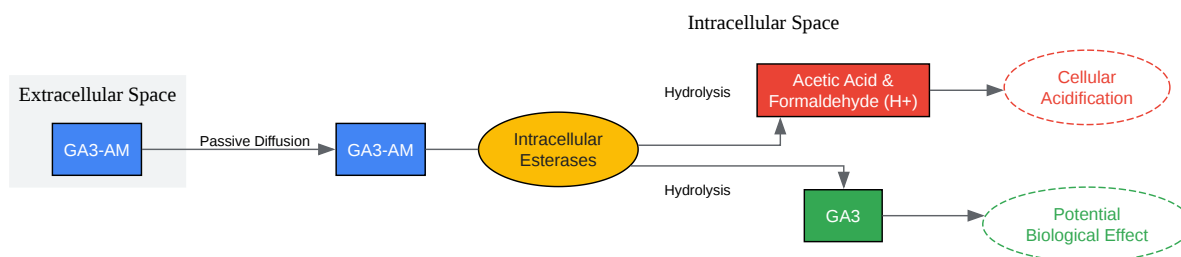 Intracellular Space
Extracellular Space
GA3-AM
Passive Diffusion
GA3-AM
Intracellular
Esterases
Hydrolysis
Acetic Acid &
Formaldehyde (H+)
Cellular
Acidification
Hydrolysis
GA3
Potential
Biological Effect